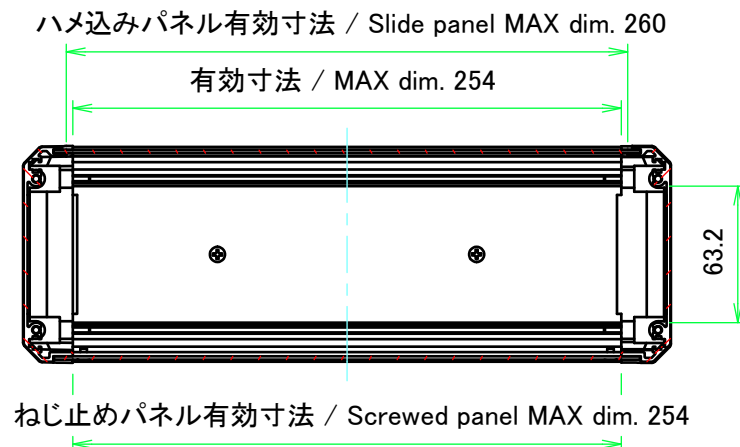 ハメ込みパネル有効寸法 / Slide panel MAX dim. 260
有効寸法 / MAX dim. 254
63.2
ねじ止めパネル有効寸法 / Screwed panel MAX dim. 254